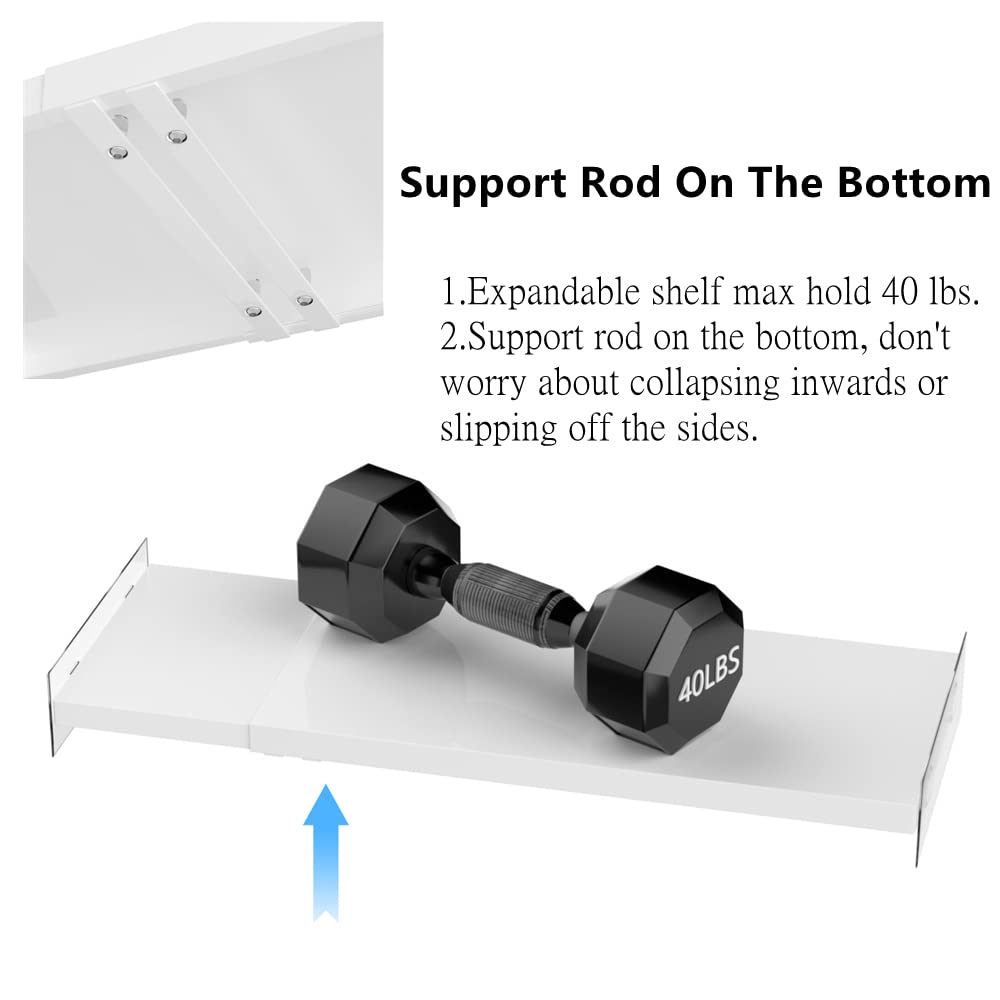 Support Rod On The Bottom
1.Expandable shelf max hold 40 lbs.
2.Support rod on the bottom, don't
worry about collapsing inwards or
slipping off the sides.
40LBS